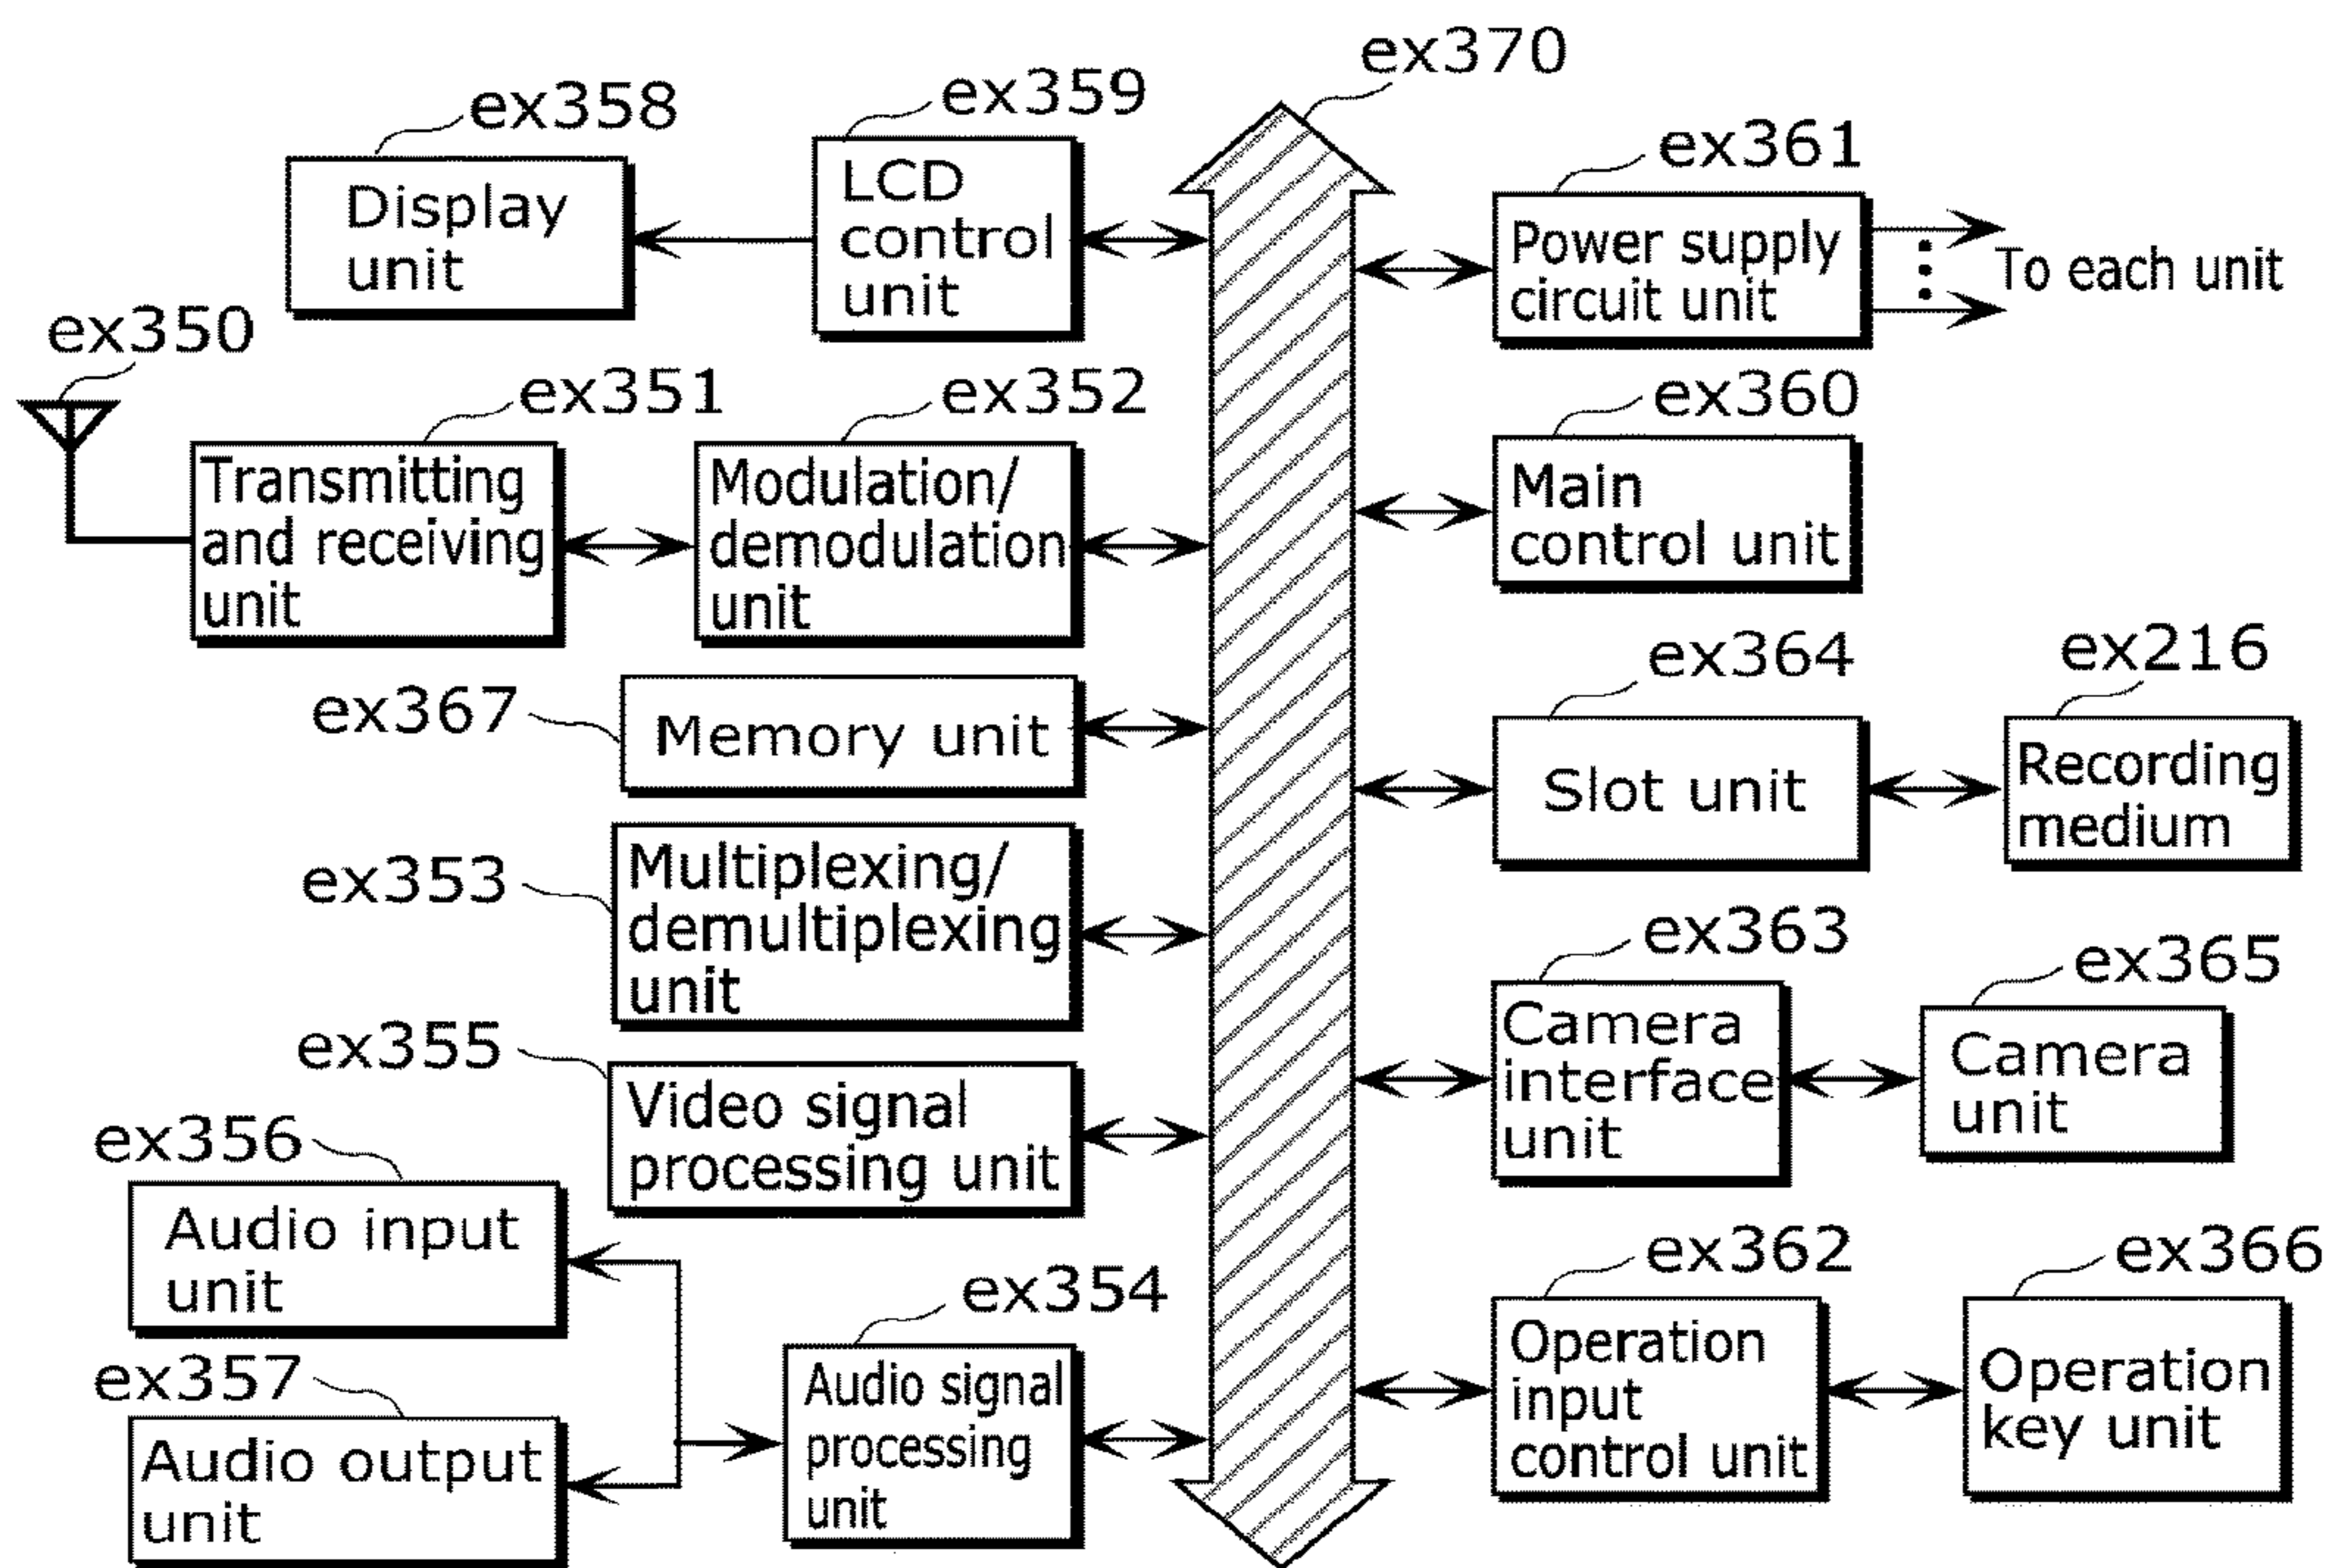 ex370
ex358
ex359
ex361
Display
unit
LCD
control
unit
Power supply
circuit unit
To each unit
ex350
ex351
ex352
ex360
Transmitting
and receiving
unit
Modulation/
demodulation
unit
Main
control unit
ex367
Memory unit
ex364
ex216
Slot unit
Recording
medium
ex353
Multiplexing/
demultiplexing
unit
ex363
ex365
Camera
interface
unit
Camera
unit
ex355
Video signal
processing unit
ex356
Audio input
unit
ex354
ex362
ex366
ex357
Audio output
unit
Audio signal
processing
unit
Operation
input
control unit
Operation
key unit